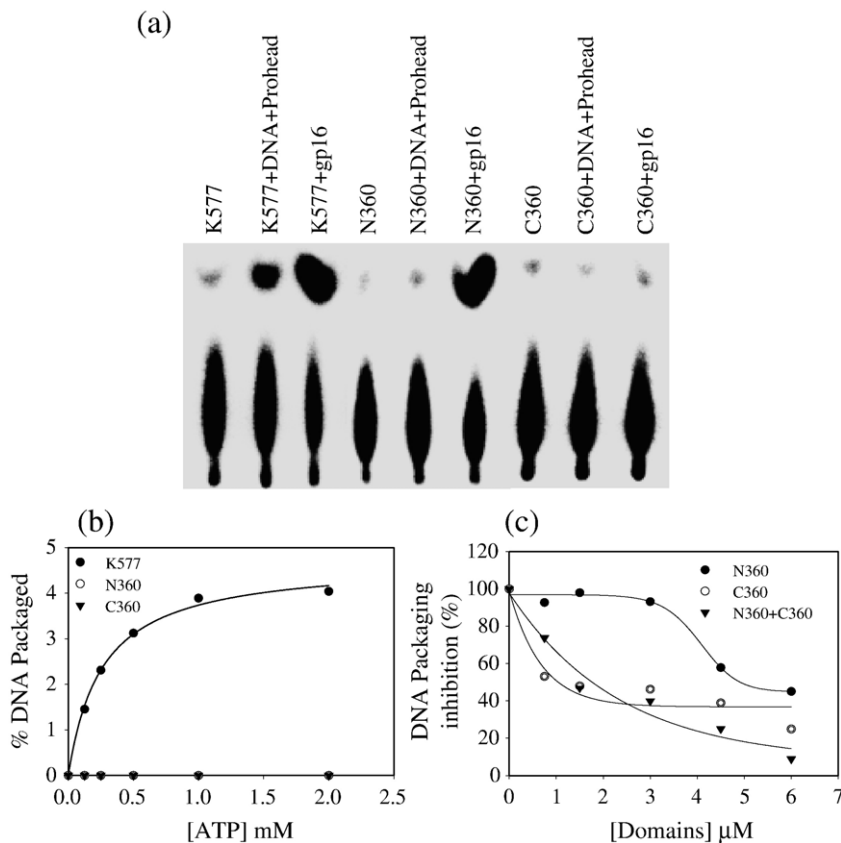 (a)
K577
K577+DNA+Prohead
K577+gp16
N360
N360+DNA+Prohead
N360+gp16
C360
C360+DNA+Prohead
C360+gp16
(b)
% DNA Packaged
5
4
3
2
1
0
K577
N360
C360
0.0 0.5 1.0 1.5 2.0 2.5
[ATP] mM
(c)
DNA Packaging
inhibition (%)
120
100
80
60
40
20
0
N360
C360
N360+C360
0 1 2 3 4 5 6 7
[Domains] μM